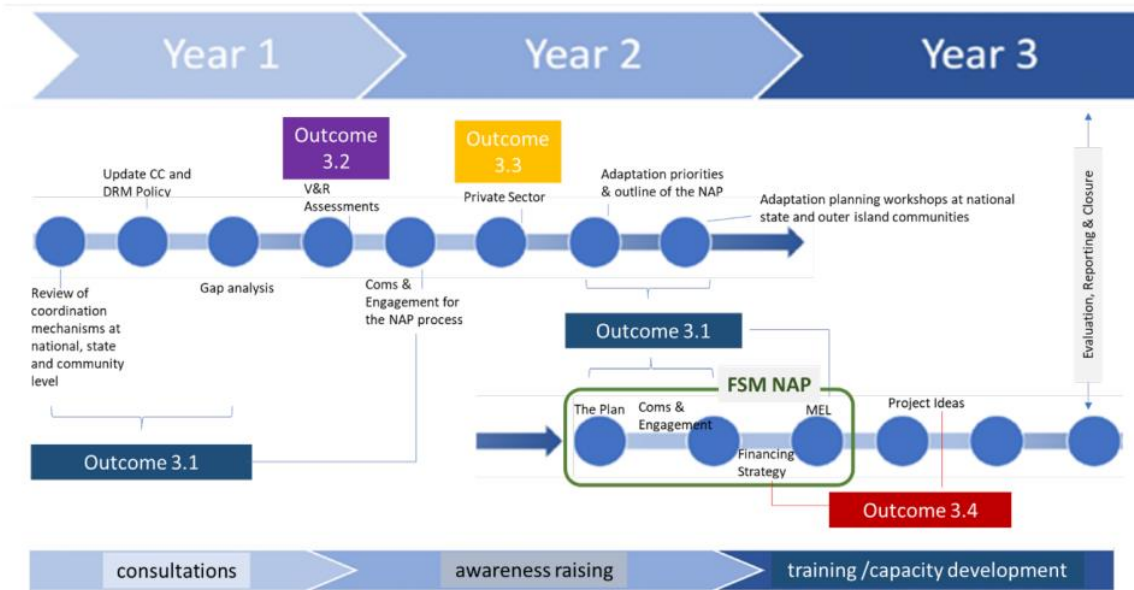 Year 1
Year 2
Year 3
Outcome
3.2
Outcome
3.3
Update CC and
DRM Policy
V&R
Assessments
Private Sector
Adaptation priorities
& outline of the NAP
Adaptation planning workshops at national
state and outer island communities
Review of
coordination
mechanisms at
national, state
and community
level
Gap analysis
Coms &
Engagement for
the NAP process
Evaluation, Reporting & Closure
Outcome 3.1
Outcome 3.1
FSM NAP
The Plan
Coms &
Engagement
Financing
Strategy
MEL
Project Ideas
Outcome 3.4
consultations
awareness raising
training /capacity development